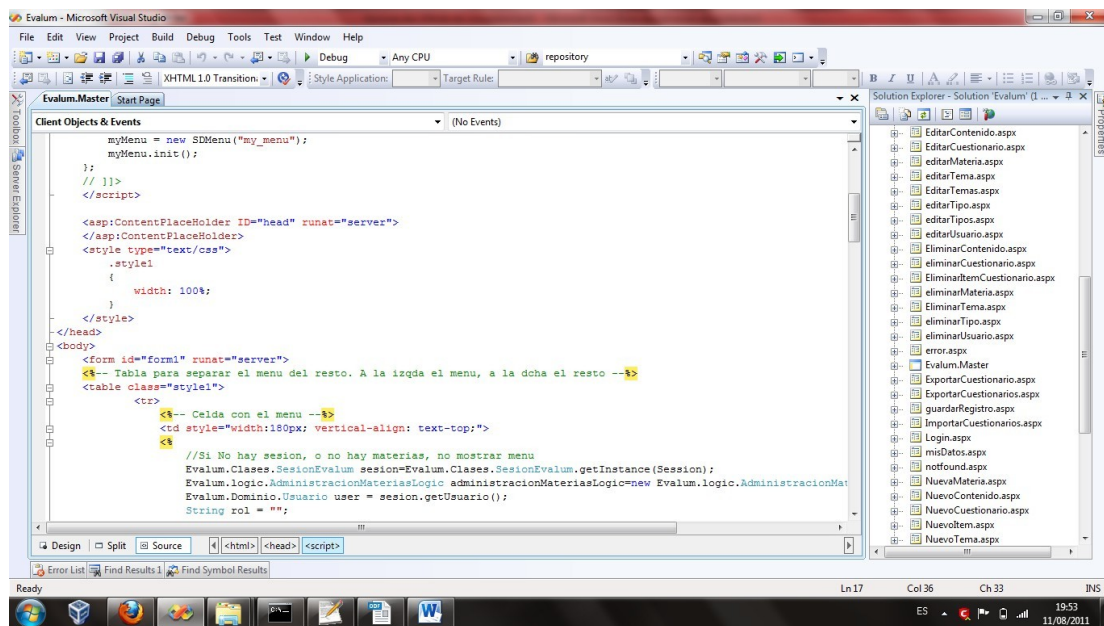 Evalum - Microsoft Visual Studio
File Edit View Project Build Debug Tools Test Window Help
Debug Any CPU repository
XHTML 1.0 Transition. Style Application: Target Rule:
Toolbox
Server Explorer
Evalum.Master Start Page
Client Objects & Events (No Events)
myMenu = new SDMenu("my_menu");
myMenu.init();
};
// ]]>
</script>
<asp:ContentPlaceHolder ID="head" runat="server">
</asp:ContentPlaceHolder>
<style type="text/css">
.style1
{
width: 100%;
}
</style>
</head>
<body>
<form id="form1" runat="server">
<%-- Tabla para separar el menu del resto. A la izqda el menu, a la dcha el resto --%>
<table class="style1">
<tr>
<%-- Celda con el menu --%>
<td style="width:180px; vertical-align: text-top;">
<%
//Si No hay sesion, o no hay materias, no mostrar menu
Evalum.Clases.SesionEvalum sesion=Evalum.Clases.SesionEvalum.getInstance(Session);
Evalum.logic.AdministracionMateriasLogic administracionMateriasLogic=new Evalum.logic.AdministracionMat
Evalum.Dominio.Usuario user = sesion.getUsuario();
String rol = "";
Design Split Source <html> <head> <script>
Error List Find Results 1 Find Symbol Results
Solution Explorer - Solution 'Evalum' (1 ...
EditarContenido.aspx
EditarCuestionario.aspx
editarMateria.aspx
editarTema.aspx
EditarTemas.aspx
editarTipo.aspx
editarTipos.aspx
editarUsuario.aspx
EliminarContenido.aspx
eliminarCuestionario.aspx
EliminarItemCuestionario.aspx
eliminarMateria.aspx
EliminarTema.aspx
eliminarTipo.aspx
eliminarUsuario.aspx
error.aspx
Evalum.Master
ExportarCuestionario.aspx
ExportarCuestionarios.aspx
guardarRegistro.aspx
ImportarCuestionarios.aspx
Login.aspx
misDatos.aspx
notfound.aspx
NuevaMateria.aspx
NuevoContenido.aspx
NuevoCuestionario.aspx
NuevoItem.aspx
NuevoTema.aspx
Properties
Ready Ln 17 Col 36 Ch 33 INS
ES 19:53
11/08/2011